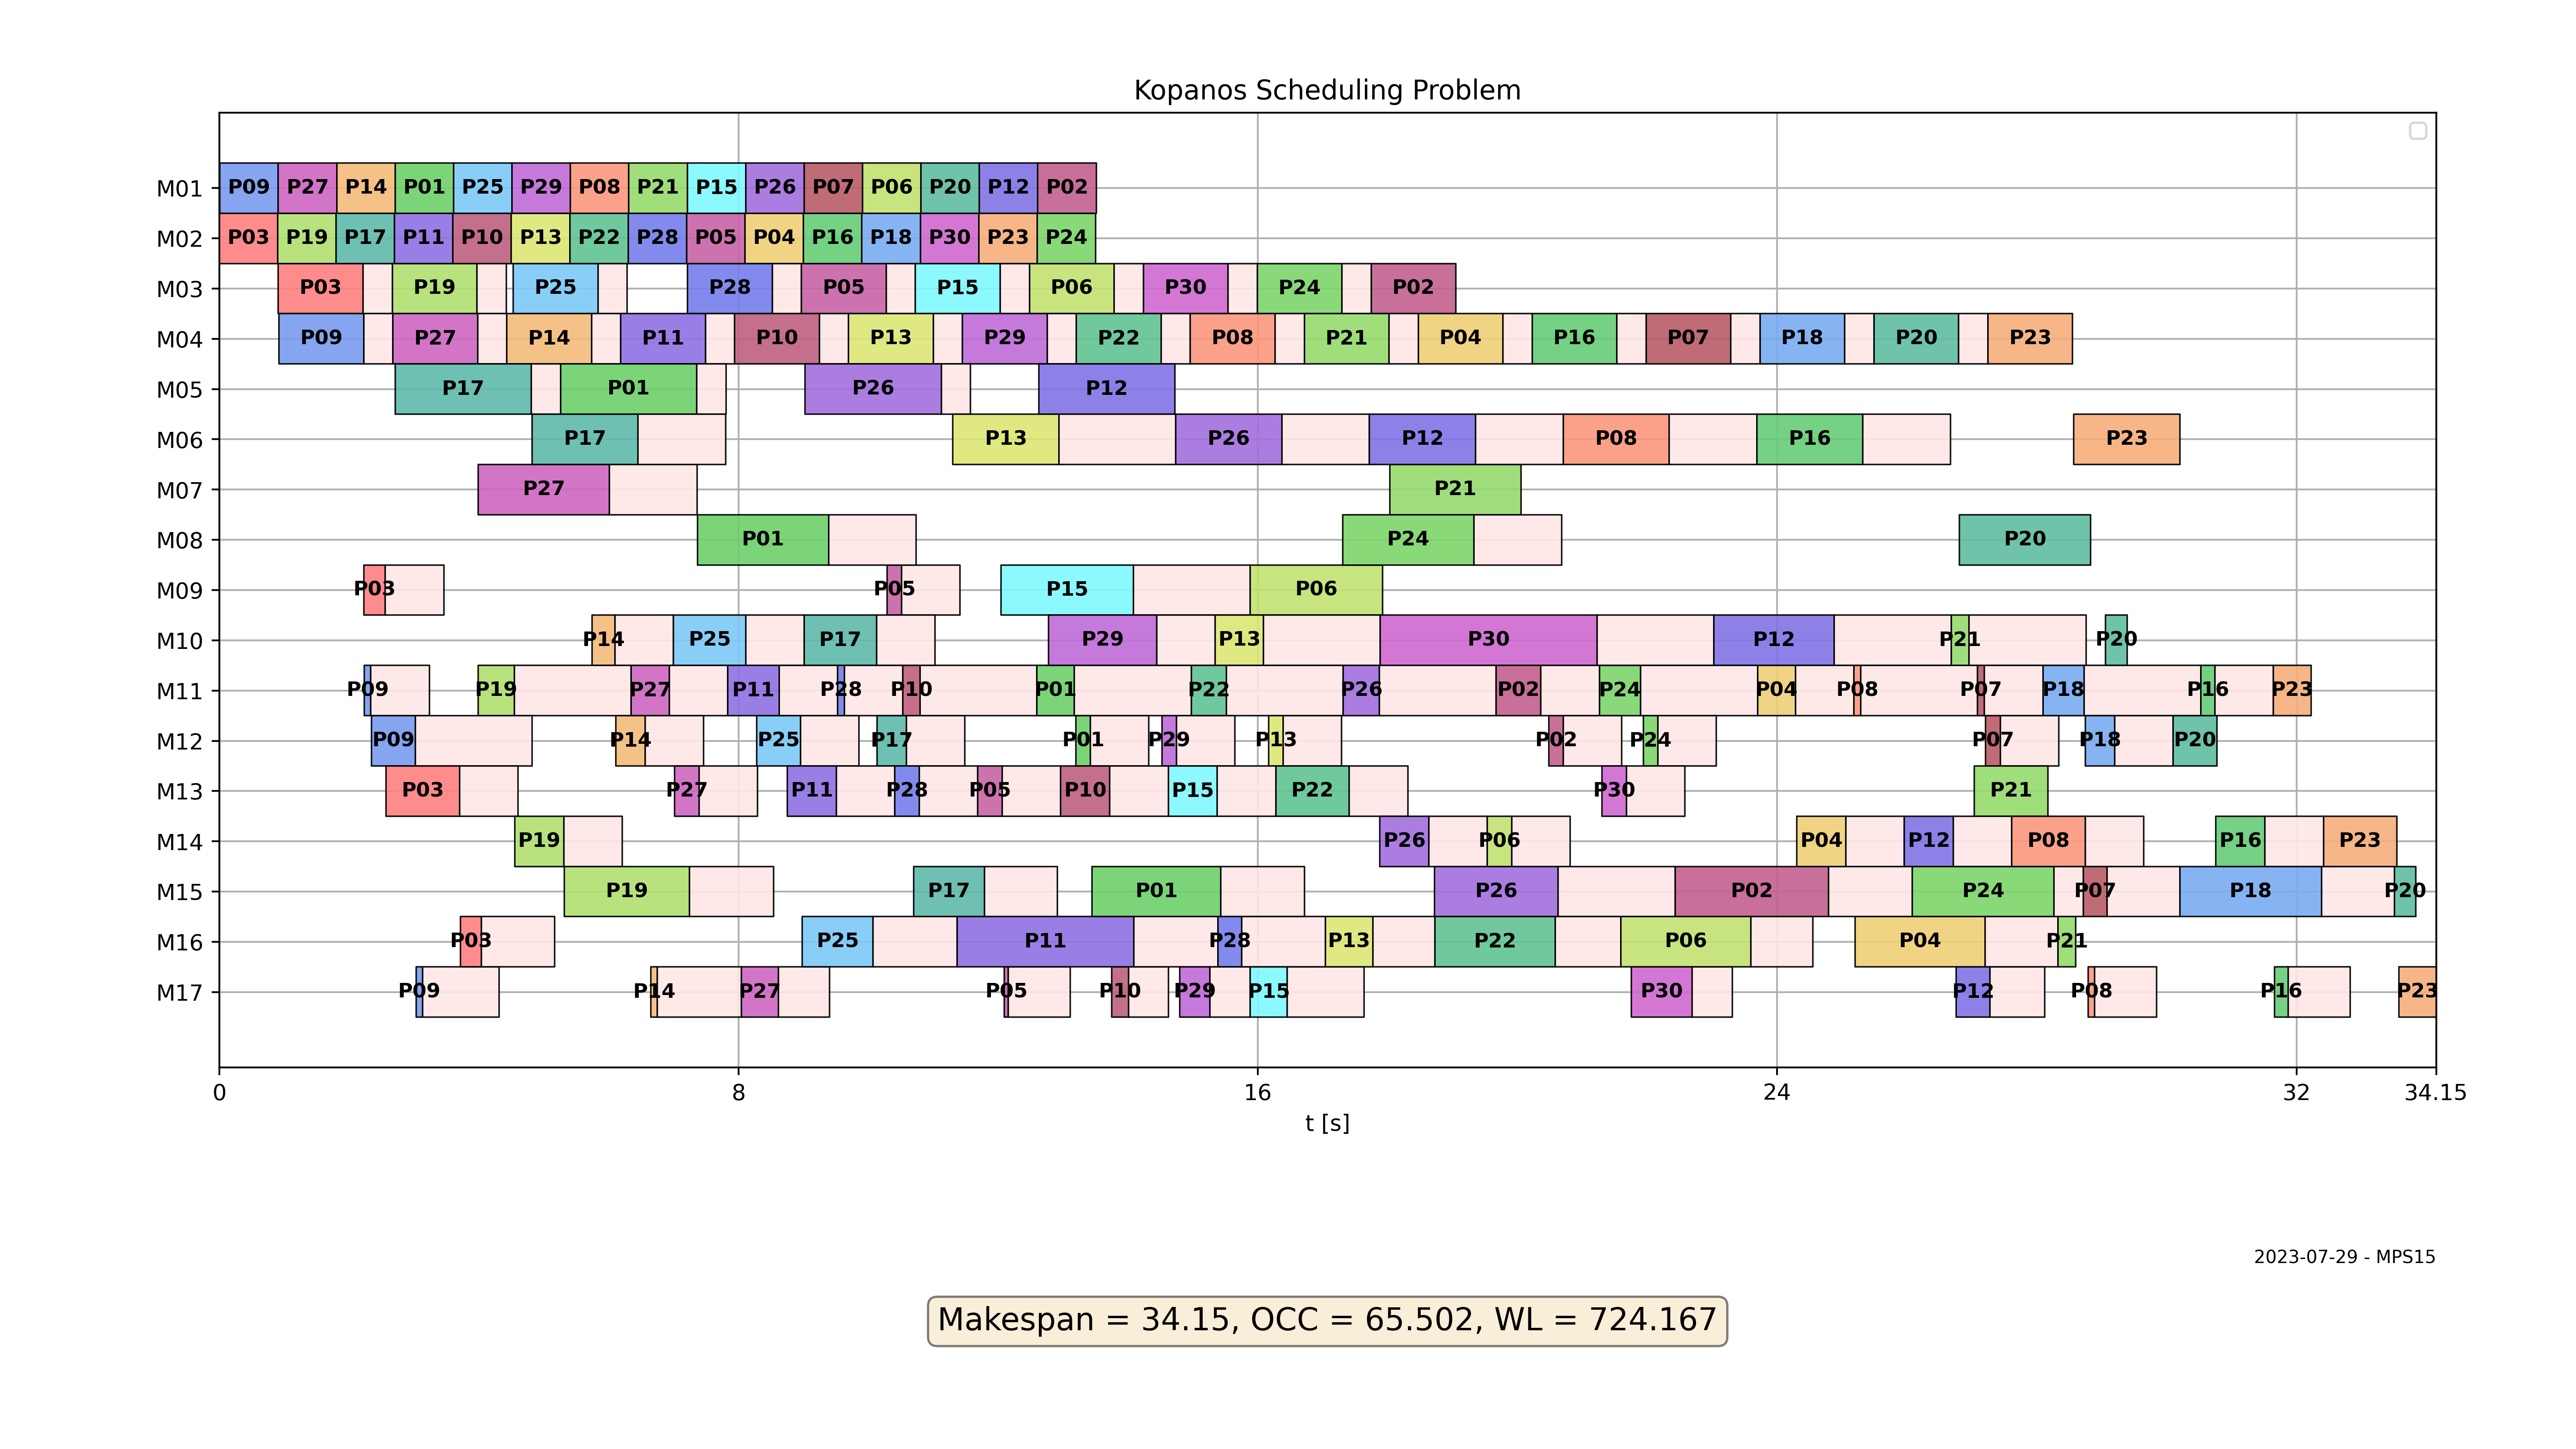 Kopanos Scheduling Problem
M01 P09 P27 P14 P01 P25 P29 P08 P21 P15 P26 P07 P06 P20 P12 P02
M02 P03 P19 P17 P11 P10 P13 P22 P28 P05 P04 P16 P18 P30 P23 P24
M03 P03 P19 P25 P28 P05 P15 P06 P30 P24 P02
M04 P09 P27 P14 P11 P10 P13 P29 P22 P08 P21 P04 P16 P07 P18 P20 P23
M05 P17 P01 P26 P12
M06 P17 P13 P26 P12 P08 P16 P23
M07 P27 P21
M08 P01 P24 P20
M09 P03 P05 P15 P06
M10 P14 P25 P17 P29 P13 P30 P12 P21 P20
M11 P09 P19 P27 P11 P28 P10 P01 P22 P26 P02 P24 P04 P08 P07 P18 P16 P23
M12 P09 P14 P25 P17 P01 P29 P13 P02 P24 P07 P18 P20
M13 P03 P27 P11 P28 P05 P10 P15 P22 P30 P21
M14 P19 P26 P06 P04 P12 P08 P16 P23
M15 P19 P17 P01 P26 P02 P24 P07 P18 P20
M16 P03 P25 P11 P28 P13 P22 P06 P04 P21
M17 P09 P14 P27 P05 P10 P29 P15 P30 P12 P08 P16 P23
0 8 16 24 32 34.15
t [s]
2023-07-29 - MPS15
Makespan = 34.15, OCC = 65.502, WL = 724.167